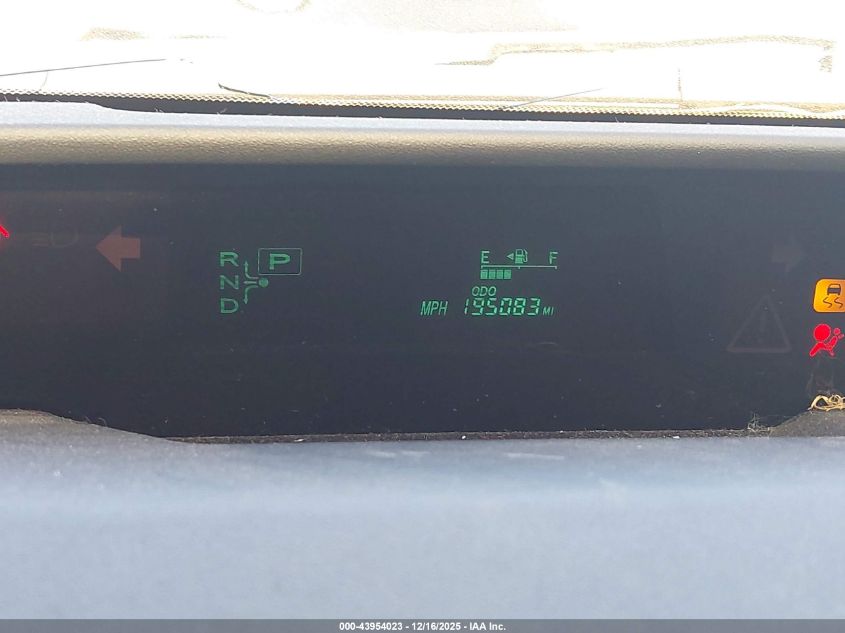 R P
N
D
E F
ODO
MPH 195083 MI
000-43954023 - 12/16/2025 - IAA Inc.